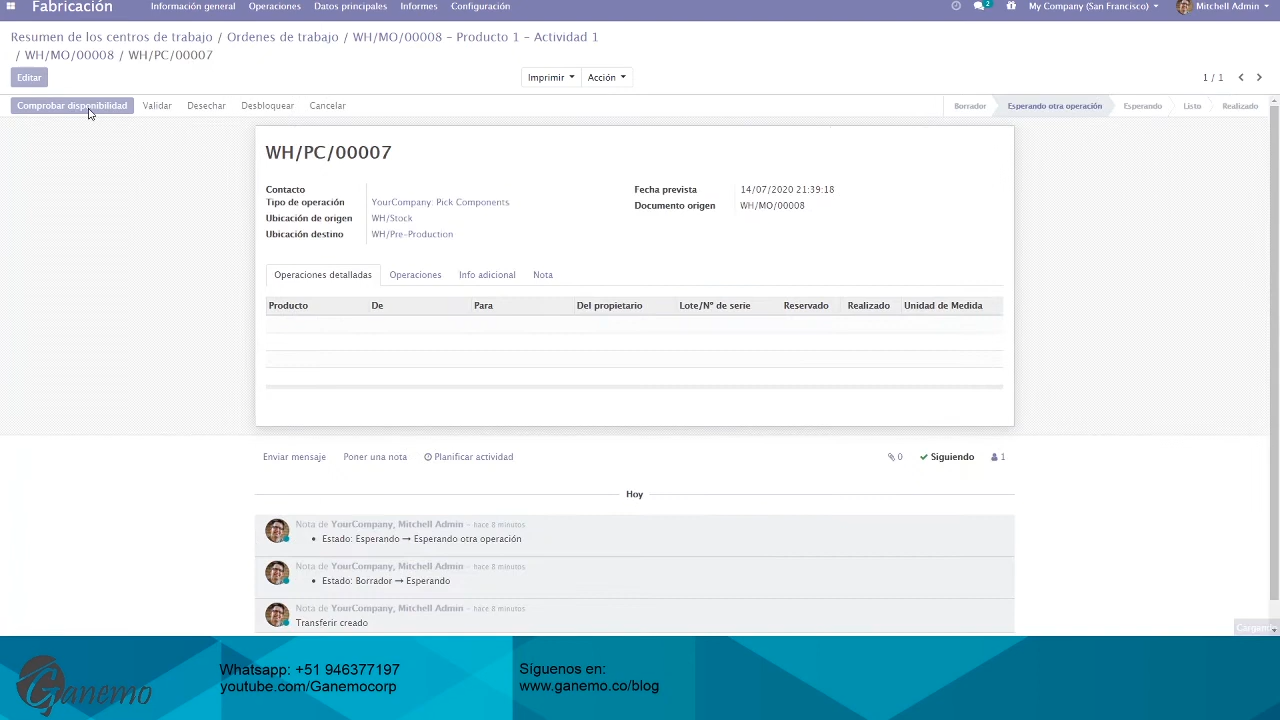 Fabricación Información general Operaciones Datos principales Informes Configuración 2 My Company (San Francisco) Mitchell Admin
Resumen de los centros de trabajo / Ordenes de trabajo / WH/MO/00008 - Producto 1 - Actividad 1
/ WH/MO/00008 / WH/PC/00007
Editar Imprimir Acción 1 / 1
Comprobar disponibilidad Validar Desechar Desbloquear Cancelar Borrador Esperando otra operación Esperando Listo Realizado
WH/PC/00007
Contacto
Tipo de operación YourCompany: Pick Components
Ubicación de origen WH/Stock
Ubicación destino WH/Pre-Production
Fecha prevista 14/07/2020 21:39:18
Documento origen WH/MO/00008
Operaciones detalladas Operaciones Info adicional Nota
Producto De Para Del propietario Lote/Nº de serie Reservado Realizado Unidad de Medida
Enviar mensaje Poner una nota Planificar actividad 0 Siguiendo 1
Hoy
Nota de YourCompany, Mitchell Admin - hace 8 minutos
• Estado: Esperando → Esperando otra operación
Nota de YourCompany, Mitchell Admin - hace 8 minutos
• Estado: Borrador → Esperando
Nota de YourCompany, Mitchell Admin - hace 8 minutos
Transferir creado
Ganemo
Whatsapp: +51 946377197
youtube.com/Ganemocorp
Síguenos en:
www.ganemo.co/blog